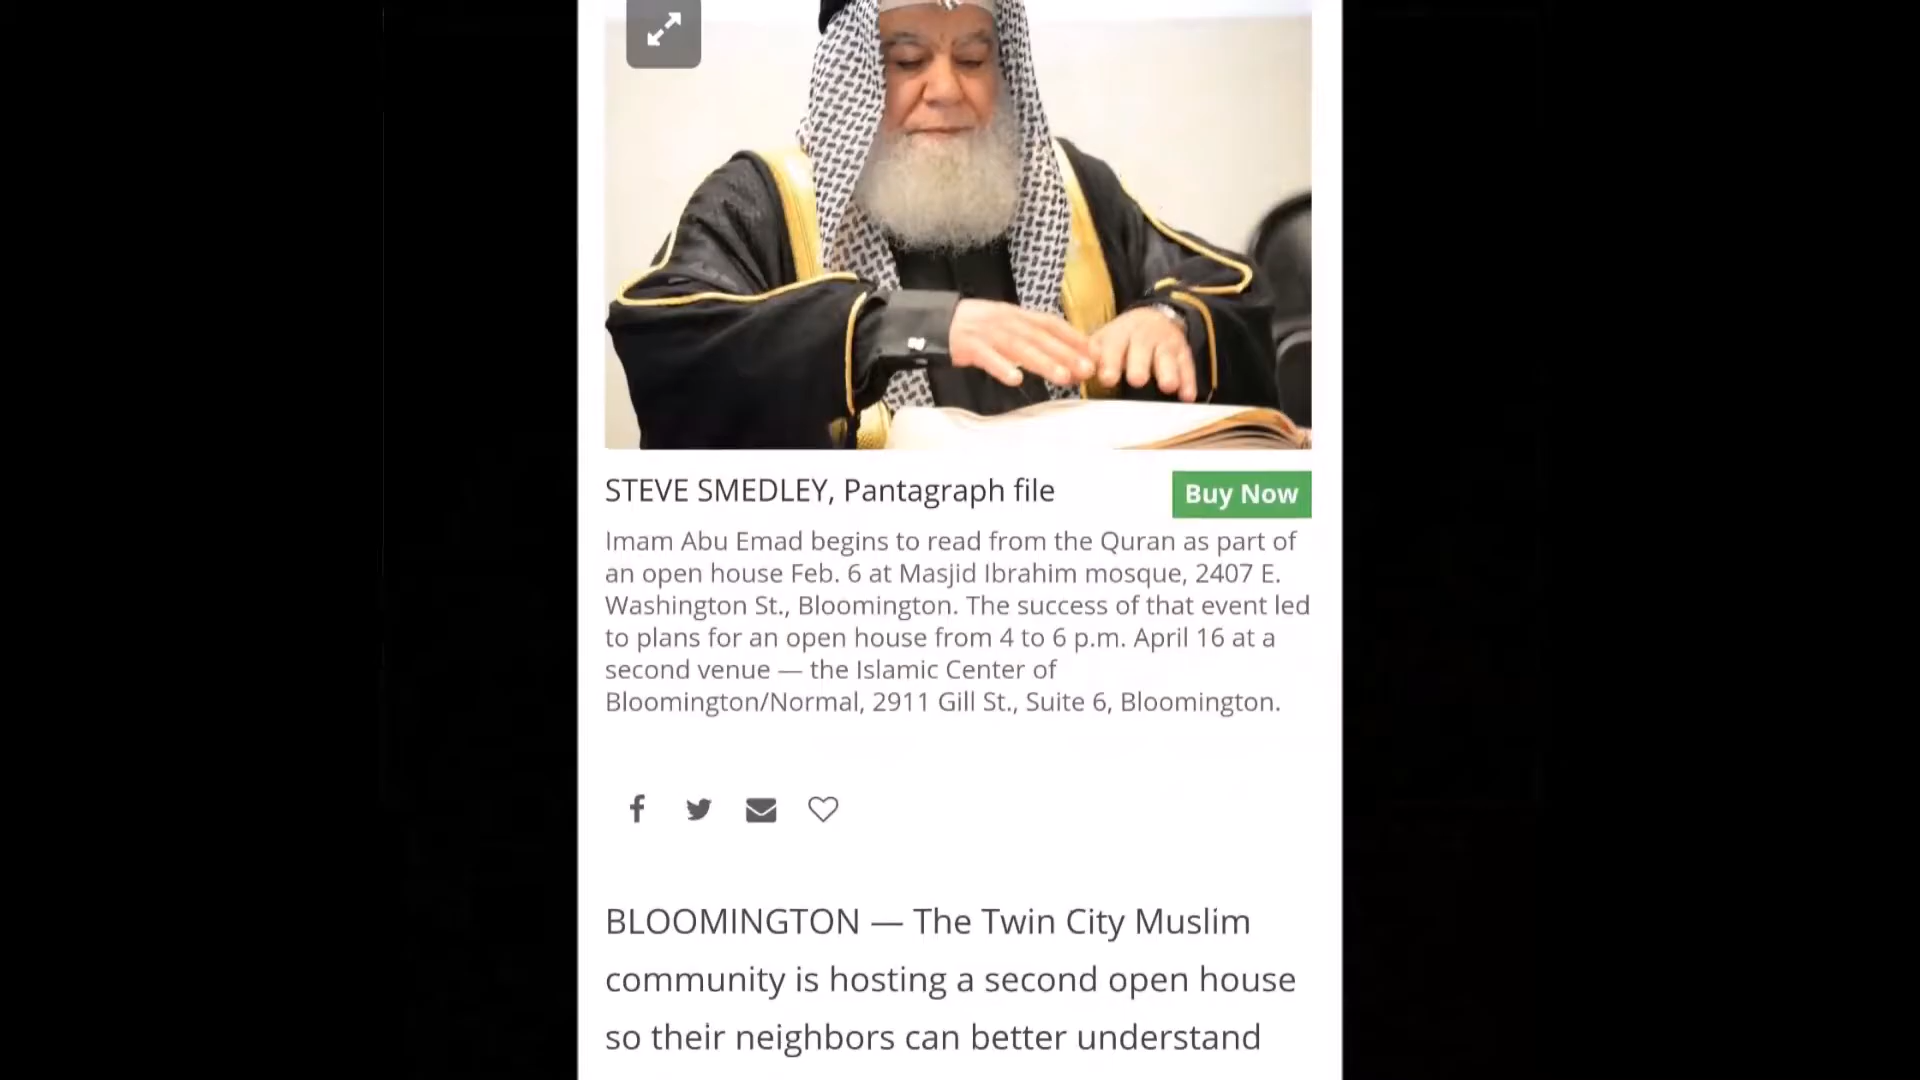 STEVE SMEDLEY, Pantagraph file
Buy Now
Imam Abu Emad begins to read from the Quran as part of
an open house Feb. 6 at Masjid Ibrahim mosque, 2407 E.
Washington St., Bloomington. The success of that event led
to plans for an open house from 4 to 6 p.m. April 16 at a
second venue — the Islamic Center of
Bloomington/Normal, 2911 Gill St., Suite 6, Bloomington.
BLOOMINGTON — The Twin City Muslim
community is hosting a second open house
so their neighbors can better understand